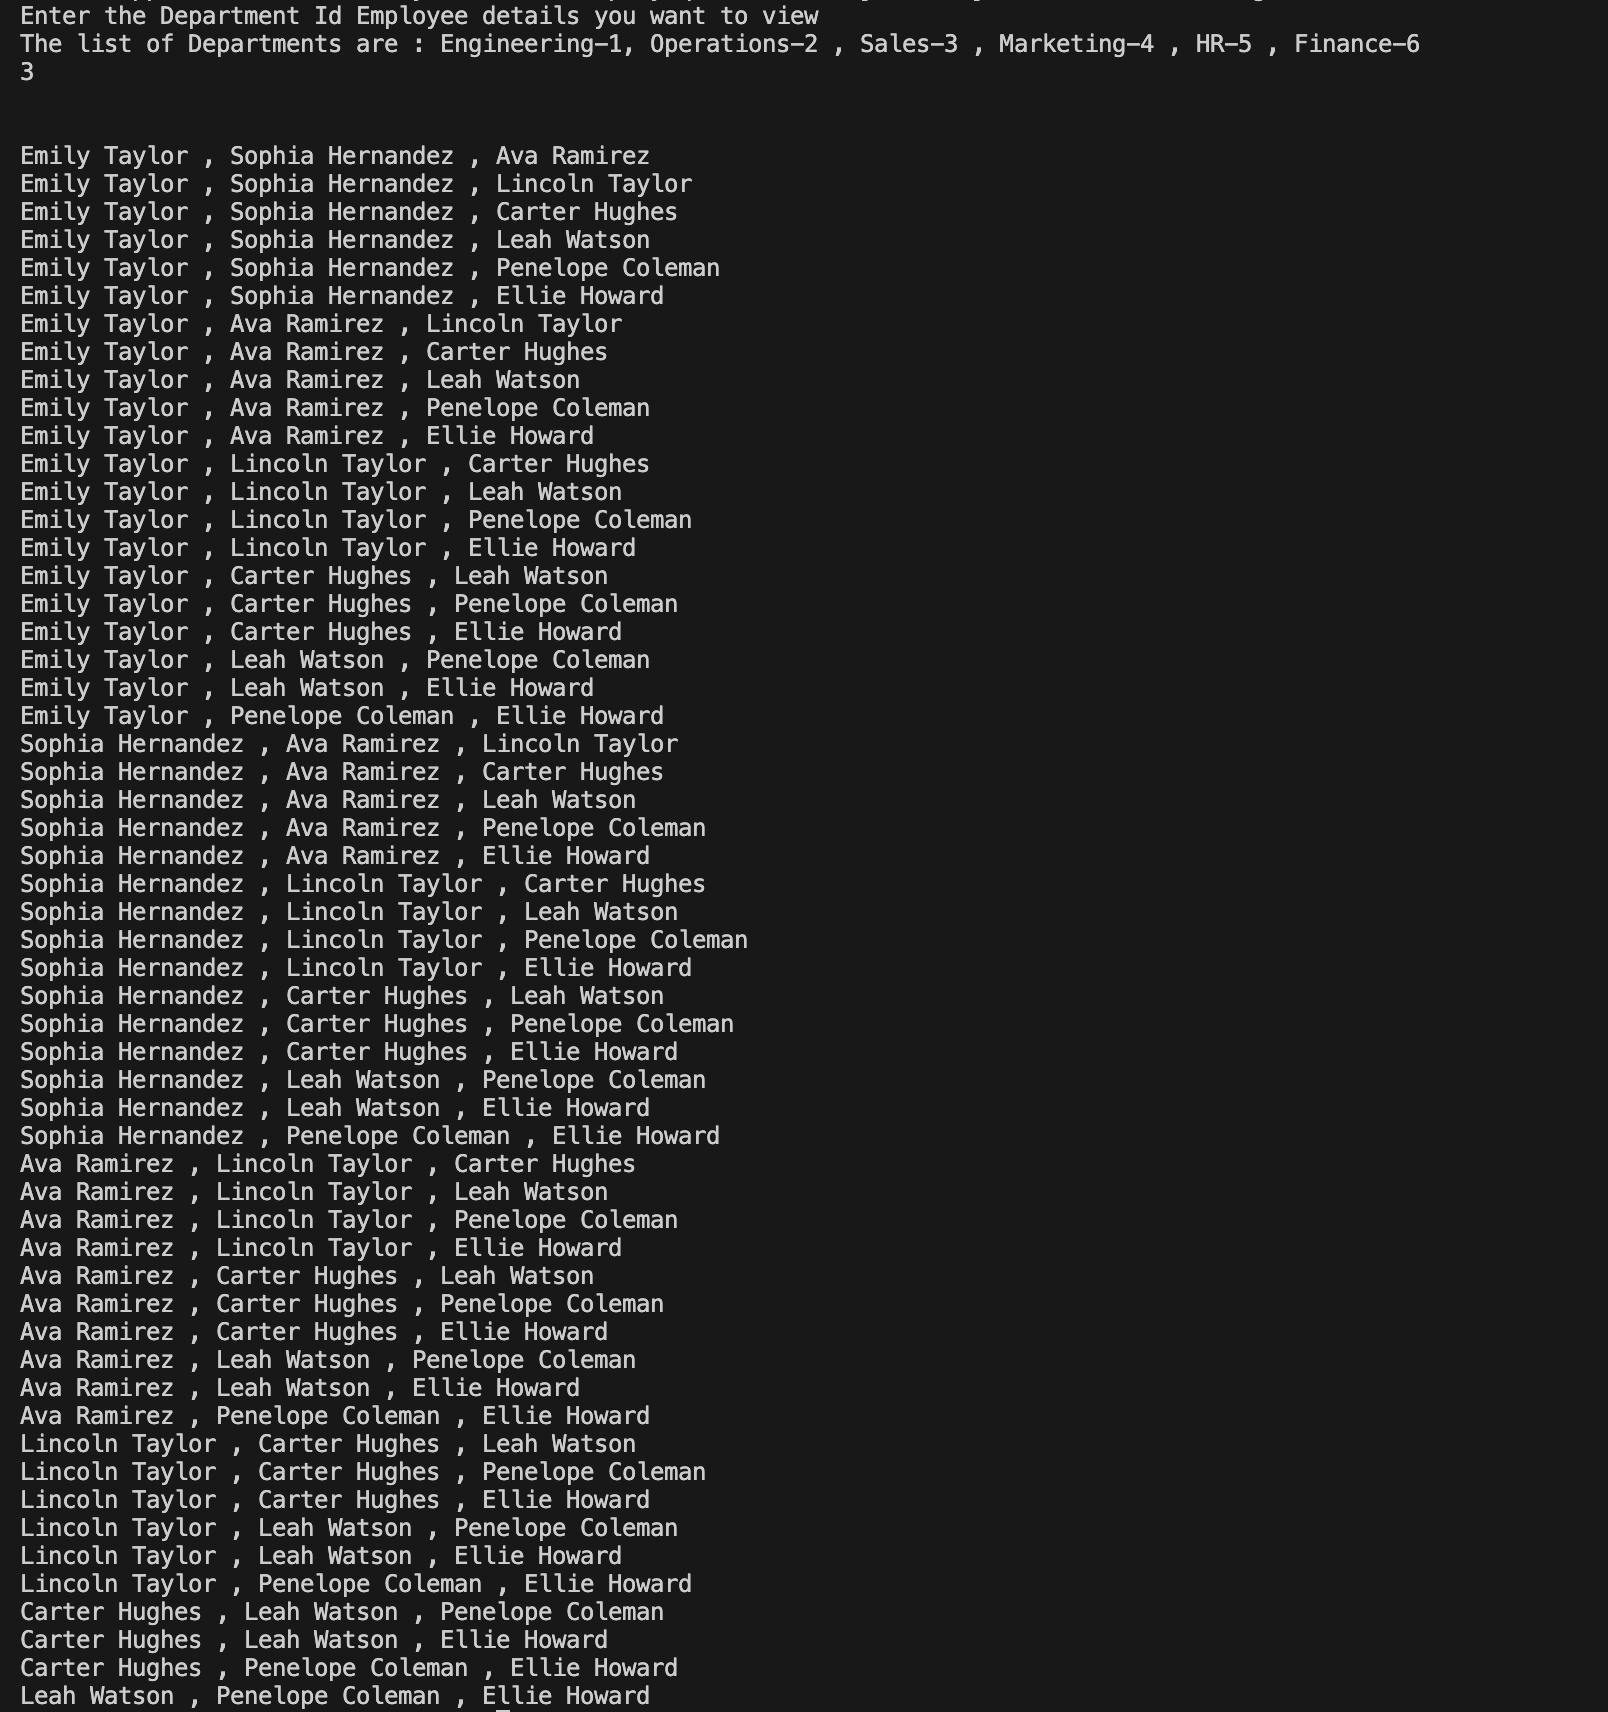 Enter the Department Id Employee details you want to view
The list of Departments are : Engineering-1, Operations-2 , Sales-3 , Marketing-4 , HR-5 , Finance-6
3
Emily Taylor , Sophia Hernandez , Ava Ramirez
Emily Taylor , Sophia Hernandez , Lincoln Taylor
Emily Taylor , Sophia Hernandez , Carter Hughes
Emily Taylor , Sophia Hernandez , Leah Watson
Emily Taylor , Sophia Hernandez , Penelope Coleman
Emily Taylor , Sophia Hernandez , Ellie Howard
Emily Taylor , Ava Ramirez , Lincoln Taylor
Emily Taylor , Ava Ramirez , Carter Hughes
Emily Taylor , Ava Ramirez , Leah Watson
Emily Taylor , Ava Ramirez , Penelope Coleman
Emily Taylor , Ava Ramirez , Ellie Howard
Emily Taylor , Lincoln Taylor , Carter Hughes
Emily Taylor , Lincoln Taylor , Leah Watson
Emily Taylor , Lincoln Taylor , Penelope Coleman
Emily Taylor , Lincoln Taylor , Ellie Howard
Emily Taylor , Carter Hughes , Leah Watson
Emily Taylor , Carter Hughes , Penelope Coleman
Emily Taylor , Carter Hughes , Ellie Howard
Emily Taylor , Leah Watson , Penelope Coleman
Emily Taylor , Leah Watson , Ellie Howard
Emily Taylor , Penelope Coleman , Ellie Howard
Sophia Hernandez , Ava Ramirez , Lincoln Taylor
Sophia Hernandez , Ava Ramirez , Carter Hughes
Sophia Hernandez , Ava Ramirez , Leah Watson
Sophia Hernandez , Ava Ramirez , Penelope Coleman
Sophia Hernandez , Ava Ramirez , Ellie Howard
Sophia Hernandez , Lincoln Taylor , Carter Hughes
Sophia Hernandez , Lincoln Taylor , Leah Watson
Sophia Hernandez , Lincoln Taylor , Penelope Coleman
Sophia Hernandez , Lincoln Taylor , Ellie Howard
Sophia Hernandez , Carter Hughes , Leah Watson
Sophia Hernandez , Carter Hughes , Penelope Coleman
Sophia Hernandez , Carter Hughes , Ellie Howard
Sophia Hernandez , Leah Watson , Penelope Coleman
Sophia Hernandez , Leah Watson , Ellie Howard
Sophia Hernandez , Penelope Coleman , Ellie Howard
Ava Ramirez , Lincoln Taylor , Carter Hughes
Ava Ramirez , Lincoln Taylor , Leah Watson
Ava Ramirez , Lincoln Taylor , Penelope Coleman
Ava Ramirez , Lincoln Taylor , Ellie Howard
Ava Ramirez , Carter Hughes , Leah Watson
Ava Ramirez , Carter Hughes , Penelope Coleman
Ava Ramirez , Carter Hughes , Ellie Howard
Ava Ramirez , Leah Watson , Penelope Coleman
Ava Ramirez , Leah Watson , Ellie Howard
Ava Ramirez , Penelope Coleman , Ellie Howard
Lincoln Taylor , Carter Hughes , Leah Watson
Lincoln Taylor , Carter Hughes , Penelope Coleman
Lincoln Taylor , Carter Hughes , Ellie Howard
Lincoln Taylor , Leah Watson , Penelope Coleman
Lincoln Taylor , Leah Watson , Ellie Howard
Lincoln Taylor , Penelope Coleman , Ellie Howard
Carter Hughes , Leah Watson , Penelope Coleman
Carter Hughes , Leah Watson , Ellie Howard
Carter Hughes , Penelope Coleman , Ellie Howard
Leah Watson , Penelope Coleman , Ellie Howard